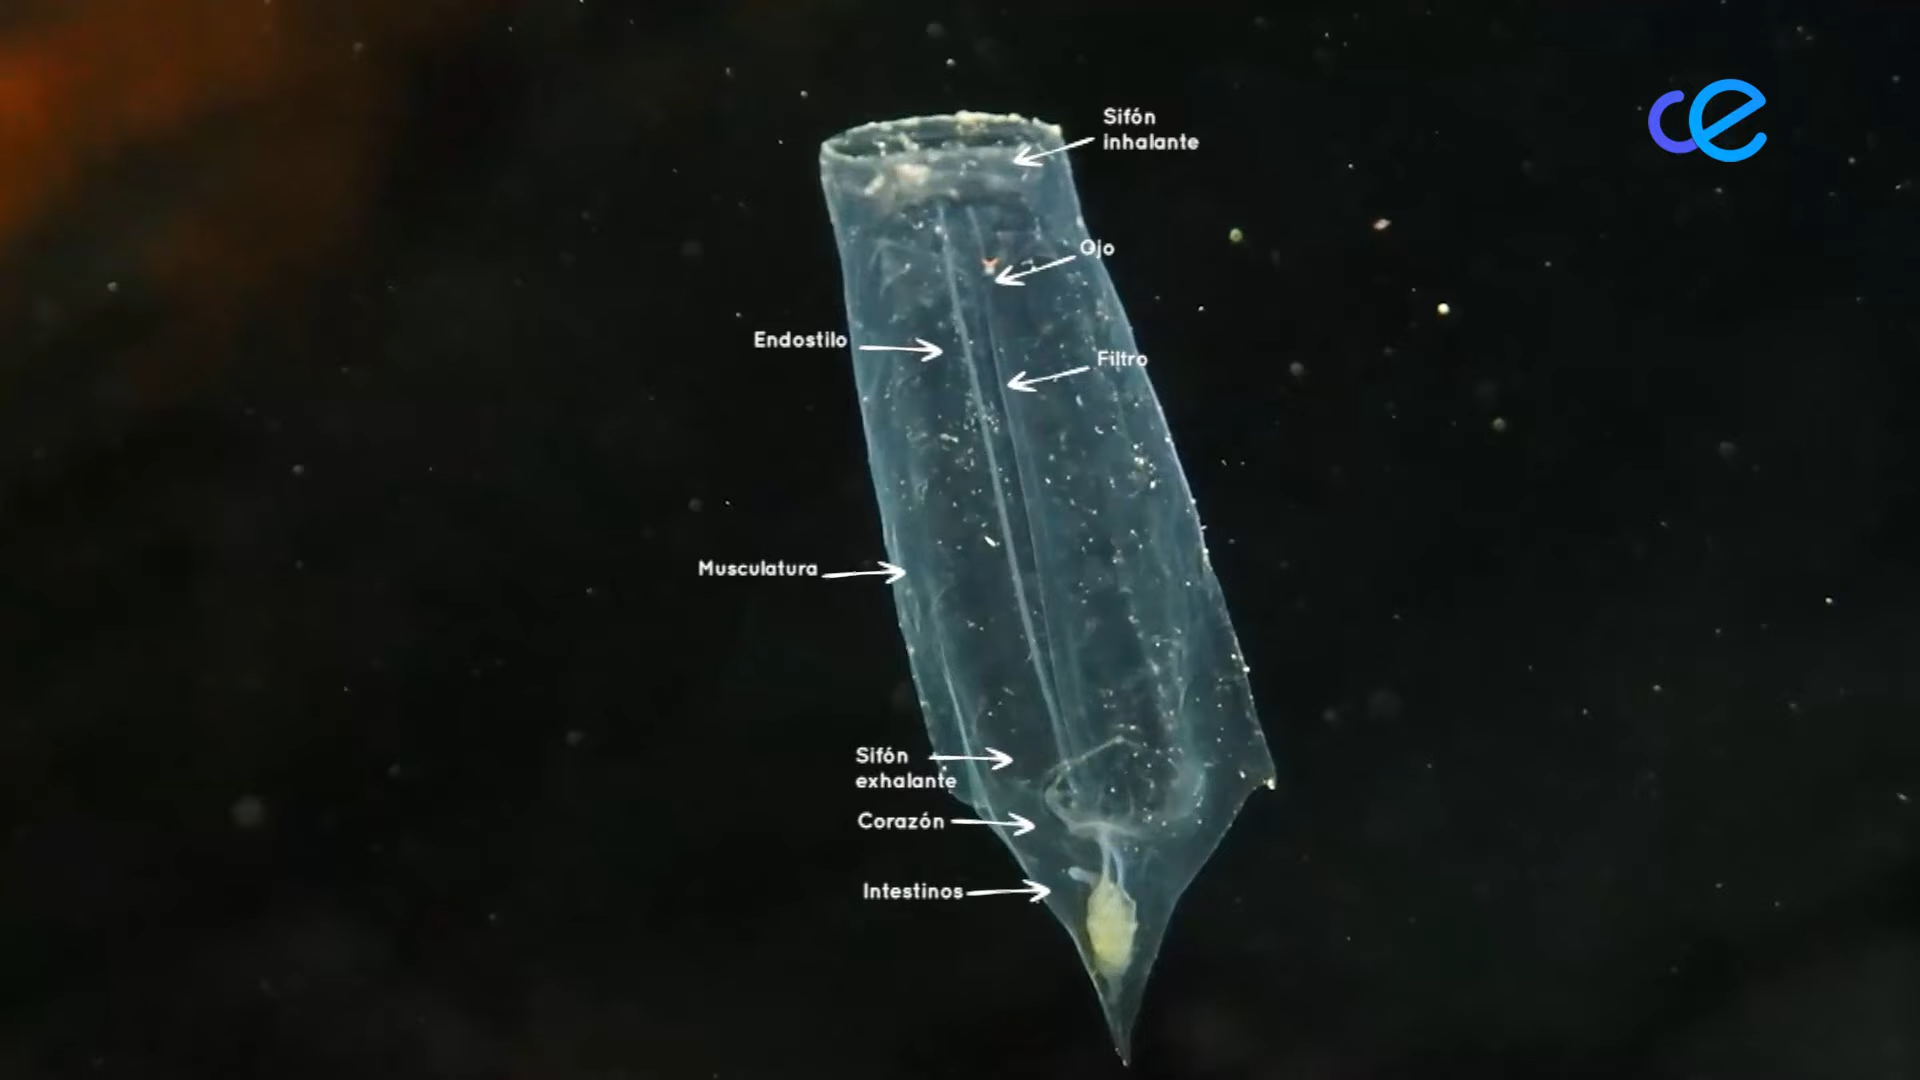 Sifón
inhalante
Ojo
Endostilo
Filtro
Musculatura
Sifón
exhalante
Corazón
Intestinos
ce